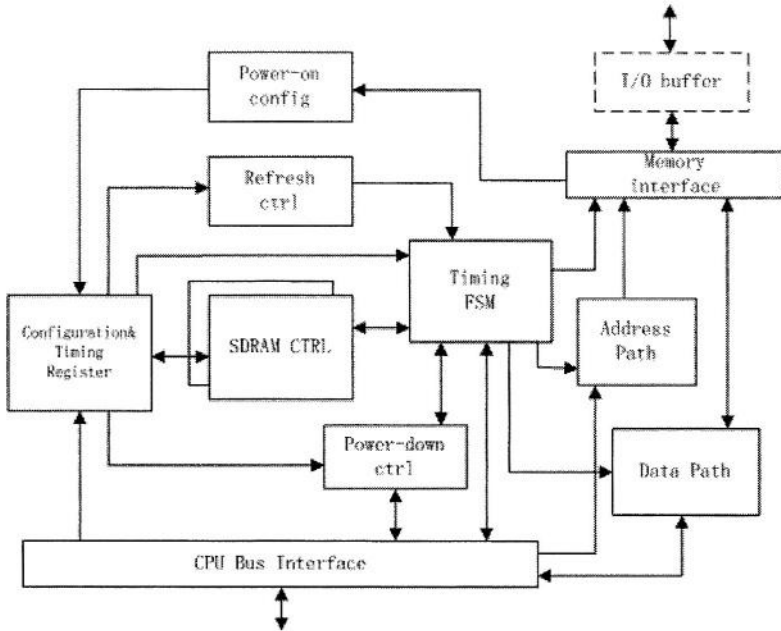 Power-on
config
I/O buffer
Memory
interface
Refresh
ctrl
Timing
FSM
Configuration&
Timing
Register
SDRAM CTRL
Address
Path
Power-down
ctrl
Data Path
CPU Bus Interface